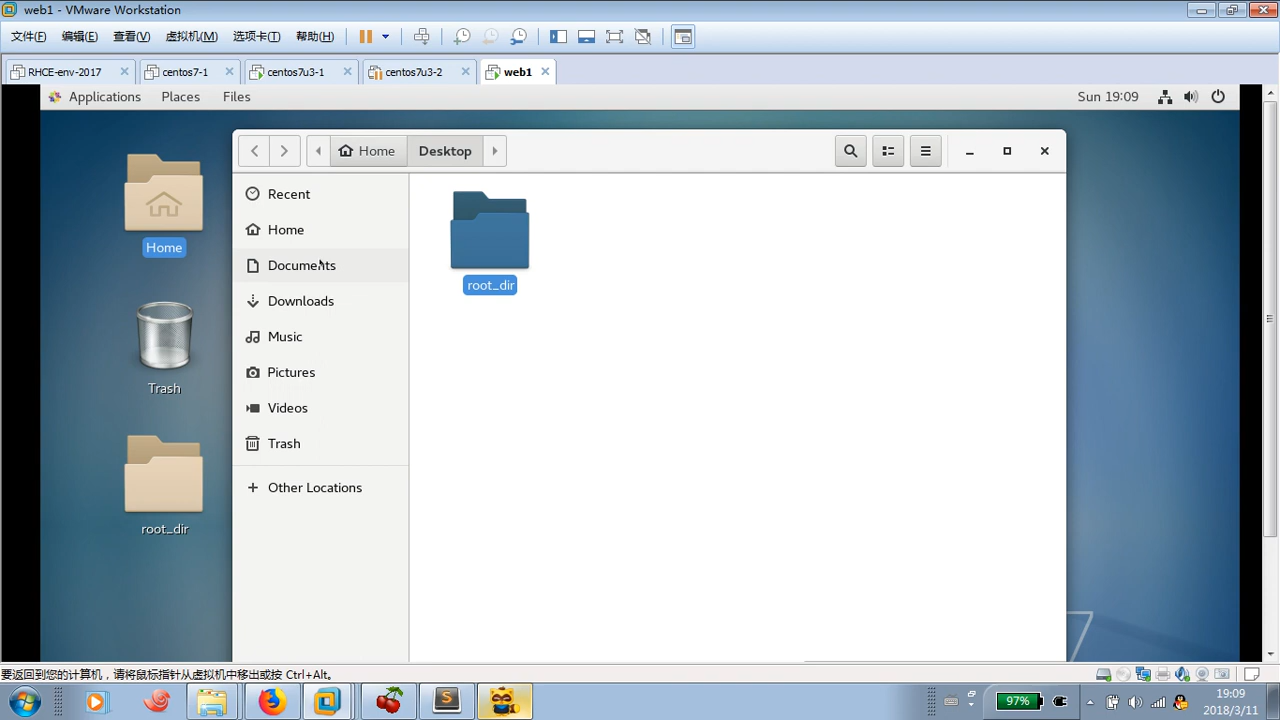 web1 - VMware Workstation
文件(F) 编辑(E) 查看(V) 虚拟机(M) 选项卡(T) 帮助(H)
RHCE-env-2017 centos7-1 centos7u3-1 centos7u3-2 web1
Applications Places Files Sun 19:09
Home Desktop
Recent
Home
Documents
Downloads
Music
Pictures
Videos
Trash
Other Locations
root_dir
Home
Trash
root_dir
7
要返回到您的计算机，请将鼠标指针从虚拟机中移出或按 Ctrl+Alt。
97%
19:09
2018/3/11